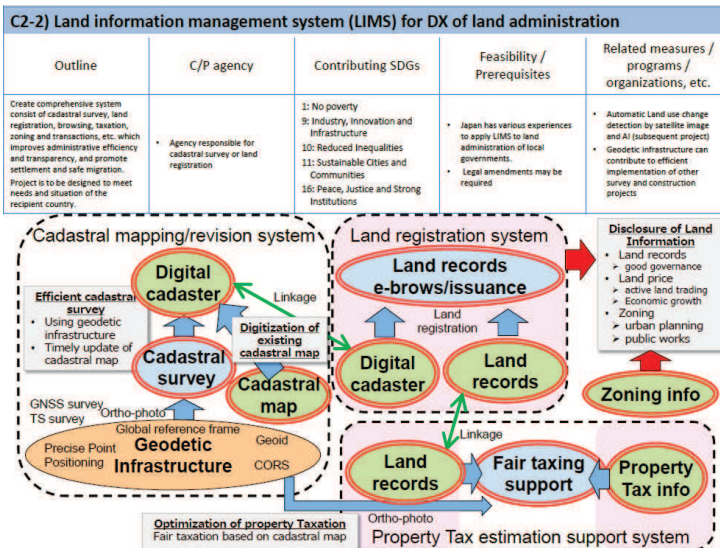 C2-2) Land information management system (LIMS) for DX of land administration
Outline
C/P agency
Contributing SDGs
Feasibility /
Prerequisites
Related measures /
programs /
organizations, etc.
Create comprehensive system
consist of cadastral survey, land
registration, browsing, taxation,
zoning and transactions, etc. which
improves administrative efficiency
and transparency, and promote
settlement and safe migration.
Project is to be designed to meet
needs and situation of the
recipient country.
• Agency responsible for
cadastral survey or land
registration
1: No poverty
9: Industry, Innovation and
Infrastructure
10: Reduced Inequalities
11: Sustainable Cities and
Communities
16: Peace, Justice and Strong
Institutions
• Japan has various experiences
to apply LIMS to land
administration of local
governments.
• Legal amendments may be
required
• Automatic Land use change
detection by satellite image
and AI (subsequent project)
• Geodetic infrastructure can
contribute to efficient
implementation of other
survey and construction
projects
Cadastral mapping/revision system
Digital
cadaster
Linkage
Efficient cadastral
survey
• Using geodetic
infrastructure
• Timely update of
cadastral map
Digitization of
existing
cadastral map
Cadastral
survey
Cadastral
map
GNSS survey
TS survey
Ortho-photo
Global reference frame
Geodetic
Infrastructure
Precise Point
Positioning
Geoid
CORS
Land registration system
Land records
e-brows/issuance
Land
registration
Digital
cadaster
Land
records
Linkage
Disclosure of Land
Information
• Land records
➢ good governance
• Land price
➢ active land trading
➢ Economic growth
• Zoning
➢ urban planning
➢ public works
Zoning info
Land
records
Fair taxing
support
Property
Tax info
Ortho-photo
Property Tax estimation support system
Optimization of property Taxation
Fair taxation based on cadastral map